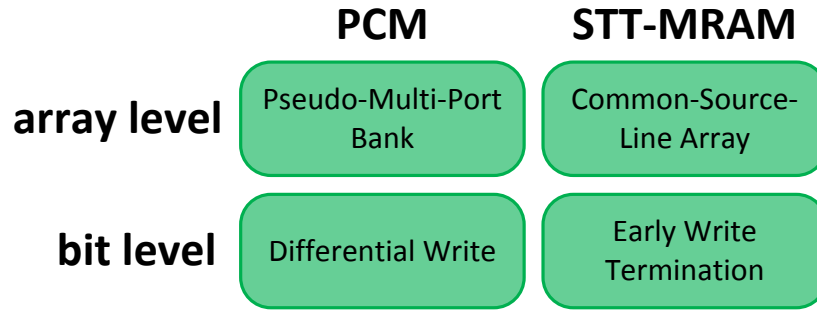 PCM STT-MRAM
array level
Pseudo-Multi-Port
Bank
Common-Source-
Line Array
bit level
Differential Write
Early Write
Termination